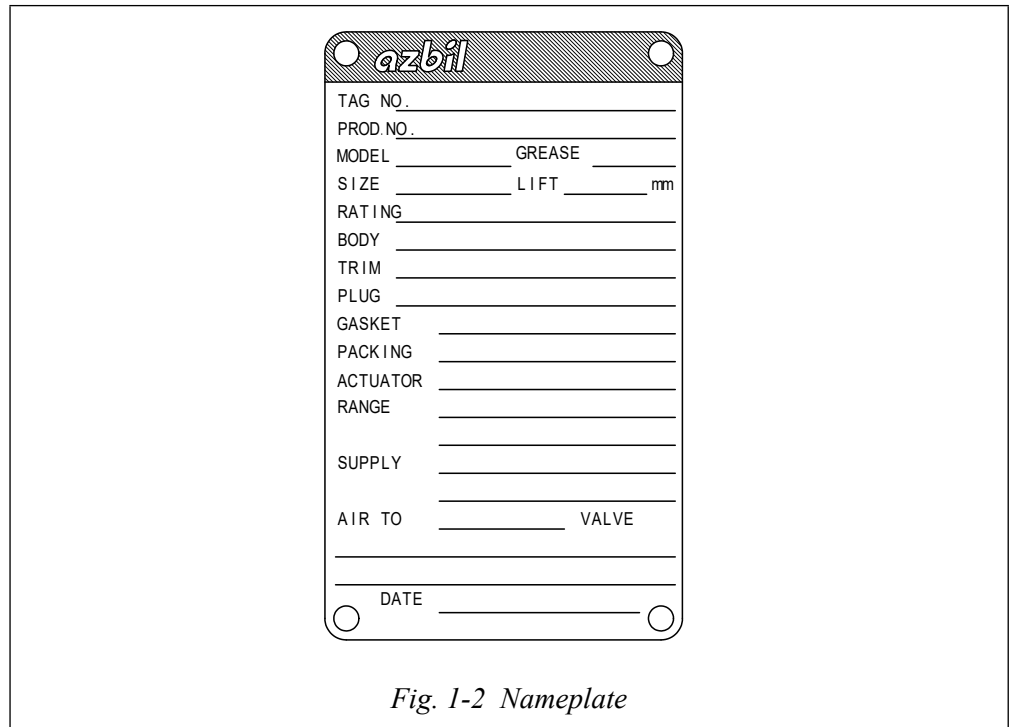 azbil
TAG NO.
PROD.NO.
MODEL GREASE
SIZE LIFT mm
RATING
BODY
TRIM
PLUG
GASKET
PACKING
ACTUATOR
RANGE
SUPPLY
AIR TO VALVE
DATE
Fig. 1-2 Nameplate